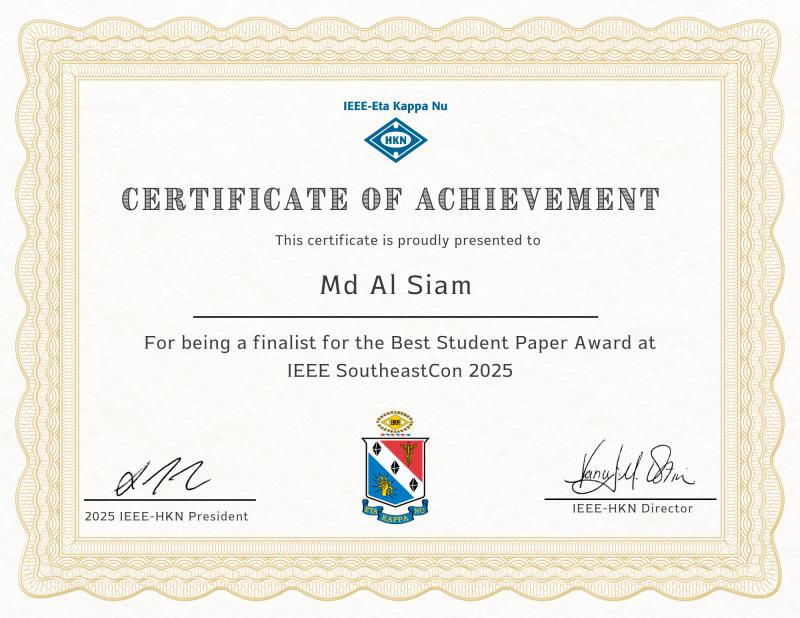 IEEE-Eta Kappa Nu
HKN
CERTIFICATE OF ACHIEVEMENT
This certificate is proudly presented to
Md Al Siam
For being a finalist for the Best Student Paper Award at
IEEE SoutheastCon 2025
HKN
ETA KAPPA NU
2025 IEEE-HKN President
IEEE-HKN Director